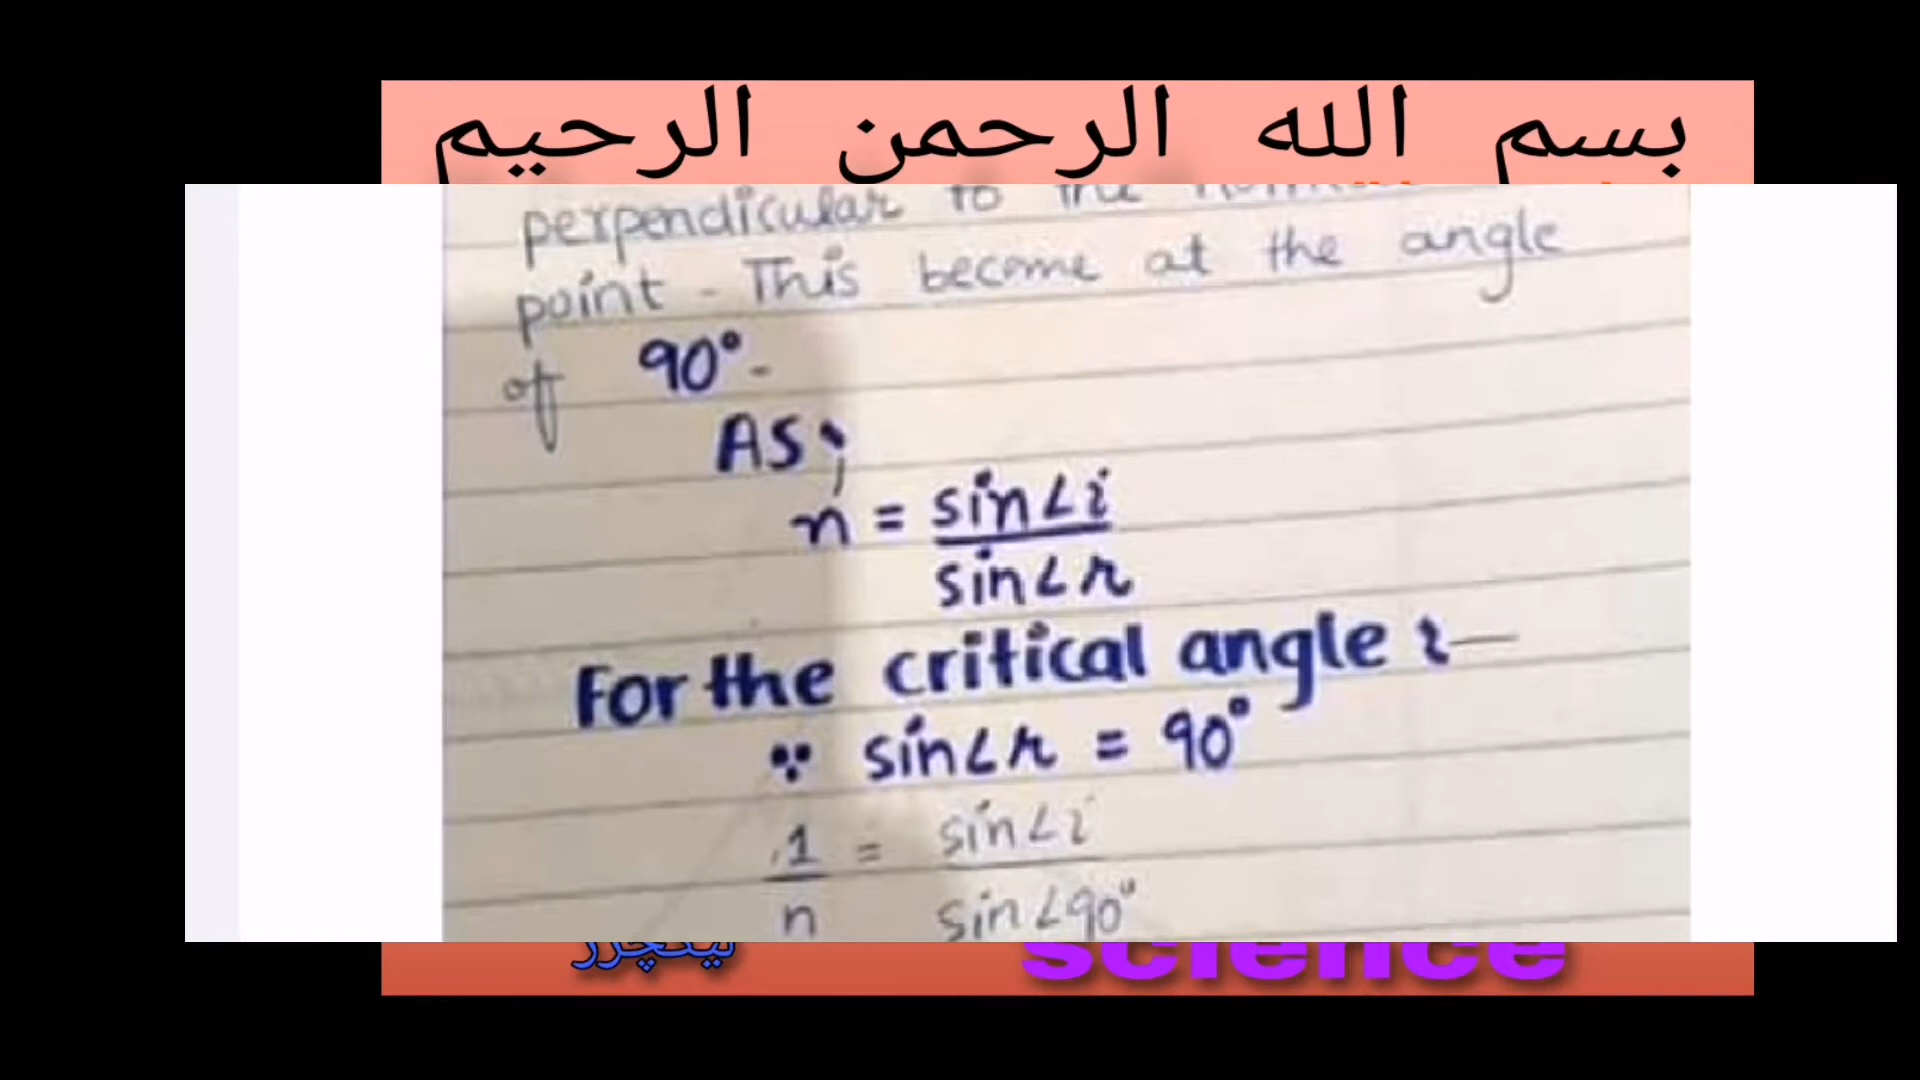 بسم الله الرحمن الرحيم
perpendicular to the
point - This become at the angle
of 90°-
AS;
n = sin∠i
sin∠r
For the critical angle :—
∵ sin∠r = 90°
1 = sin∠i
n sin∠90°
لیکچرز science